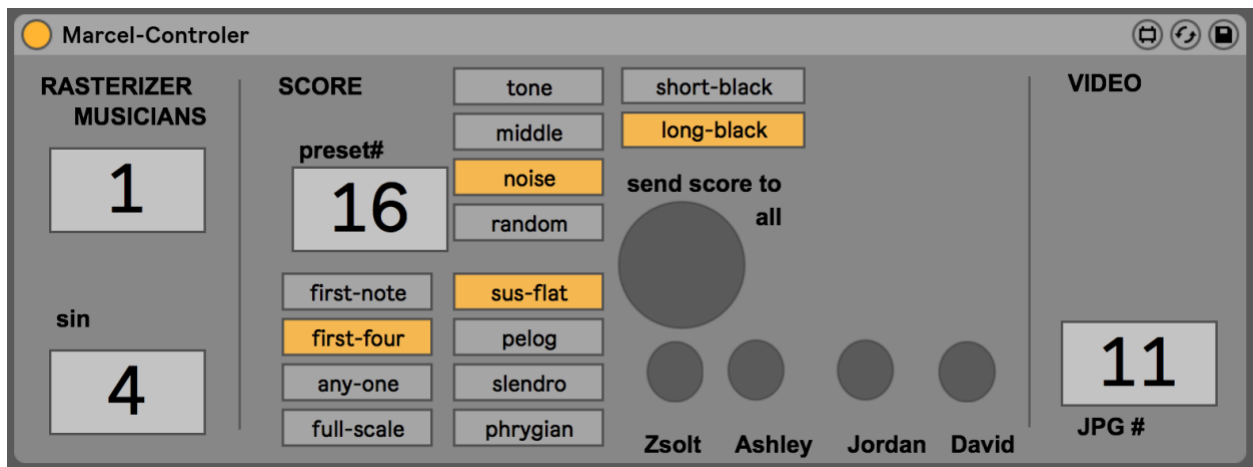 Marcel-Controler
RASTERIZER
MUSICIANS
1
sin
4
SCORE
preset#
16
tone
middle
noise
random
first-note
first-four
any-one
full-scale
sus-flat
pelog
slendro
phrygian
short-black
long-black
send score to
all
Zsolt Ashley Jordan David
VIDEO
11
JPG #